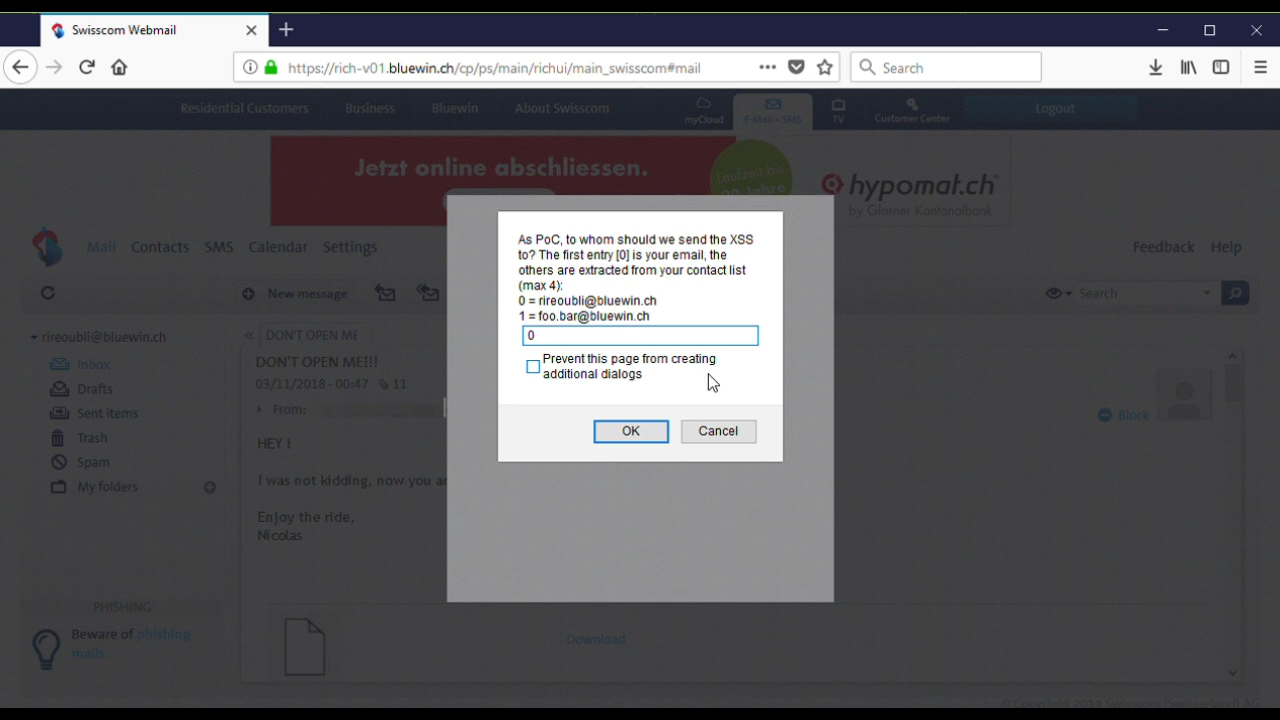 Swisscom Webmail
https://rich-v01.bluewin.ch/cp/ps/main/richui/main_swisscom#mail
Search
Residential Customers
Business
Bluewin
About Swisscom
myCloud
E-Mail + SMS
TV
Customer Center
Logout
Jetzt online abschliessen.
Laufzeit bis
20 Jahre
hypomat.ch®
by Glarner Kantonalbank
Mail
Contacts
SMS
Calendar
Settings
Feedback
Help
New message
Search
rireoubli@bluewin.ch
Inbox
Drafts
Sent items
Trash
Spam
My folders
« DON'T OPEN ME
DON'T OPEN ME!!!
03/11/2018 - 00:47 11
From:
Block
HEY !
I was not kidding, now you
Enjoy the ride,
Nicolas
As PoC, to whom should we send the XSS
to? The first entry [0] is your email, the
others are extracted from your contact list
(max 4):
0 = rireoubli@bluewin.ch
1 = foo.bar@bluewin.ch
0
Prevent this page from creating
additional dialogs
OK
Cancel
PHISHING
Beware of phishing
mails
Download